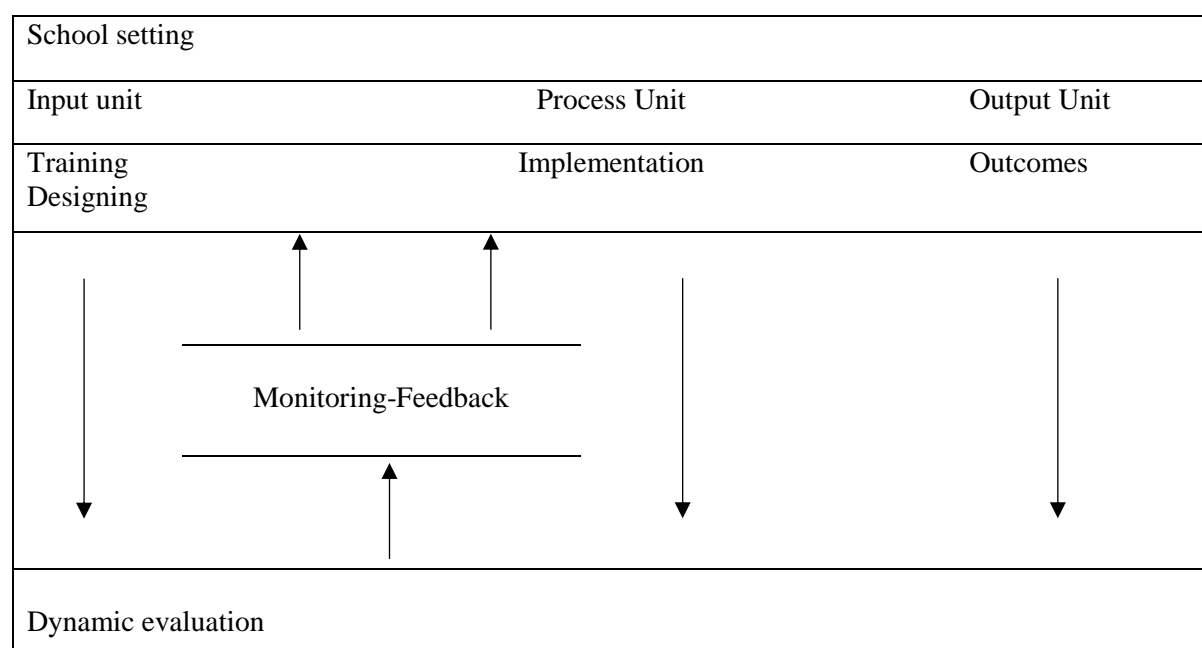 School setting
Input unit Process Unit Output Unit
Training Implementation Outcomes
Designing
Monitoring-Feedback
Dynamic evaluation